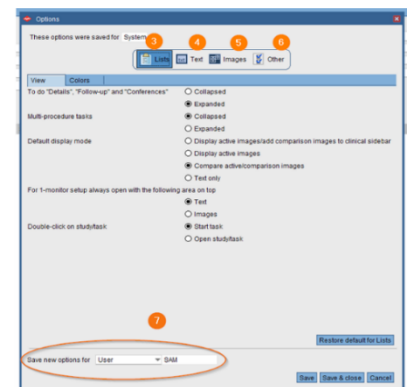 Options
These options were saved for System
3 4 5 6
Lists Text Images Other
View Colors
To do "Details", "Follow-up" and "Conferences" Collapsed
Expanded
Multi-procedure tasks Collapsed
Expanded
Default display mode Display active images/add comparison images to clinical sidebar
Display active images
Compare active/comparison images
Text only
For 1-monitor setup always open with the following area on top
Text
Images
Double-click on study/task Start task
Open study/task
7
Restore default for Lists
Save new options for User SAM
Save Save & close Cancel